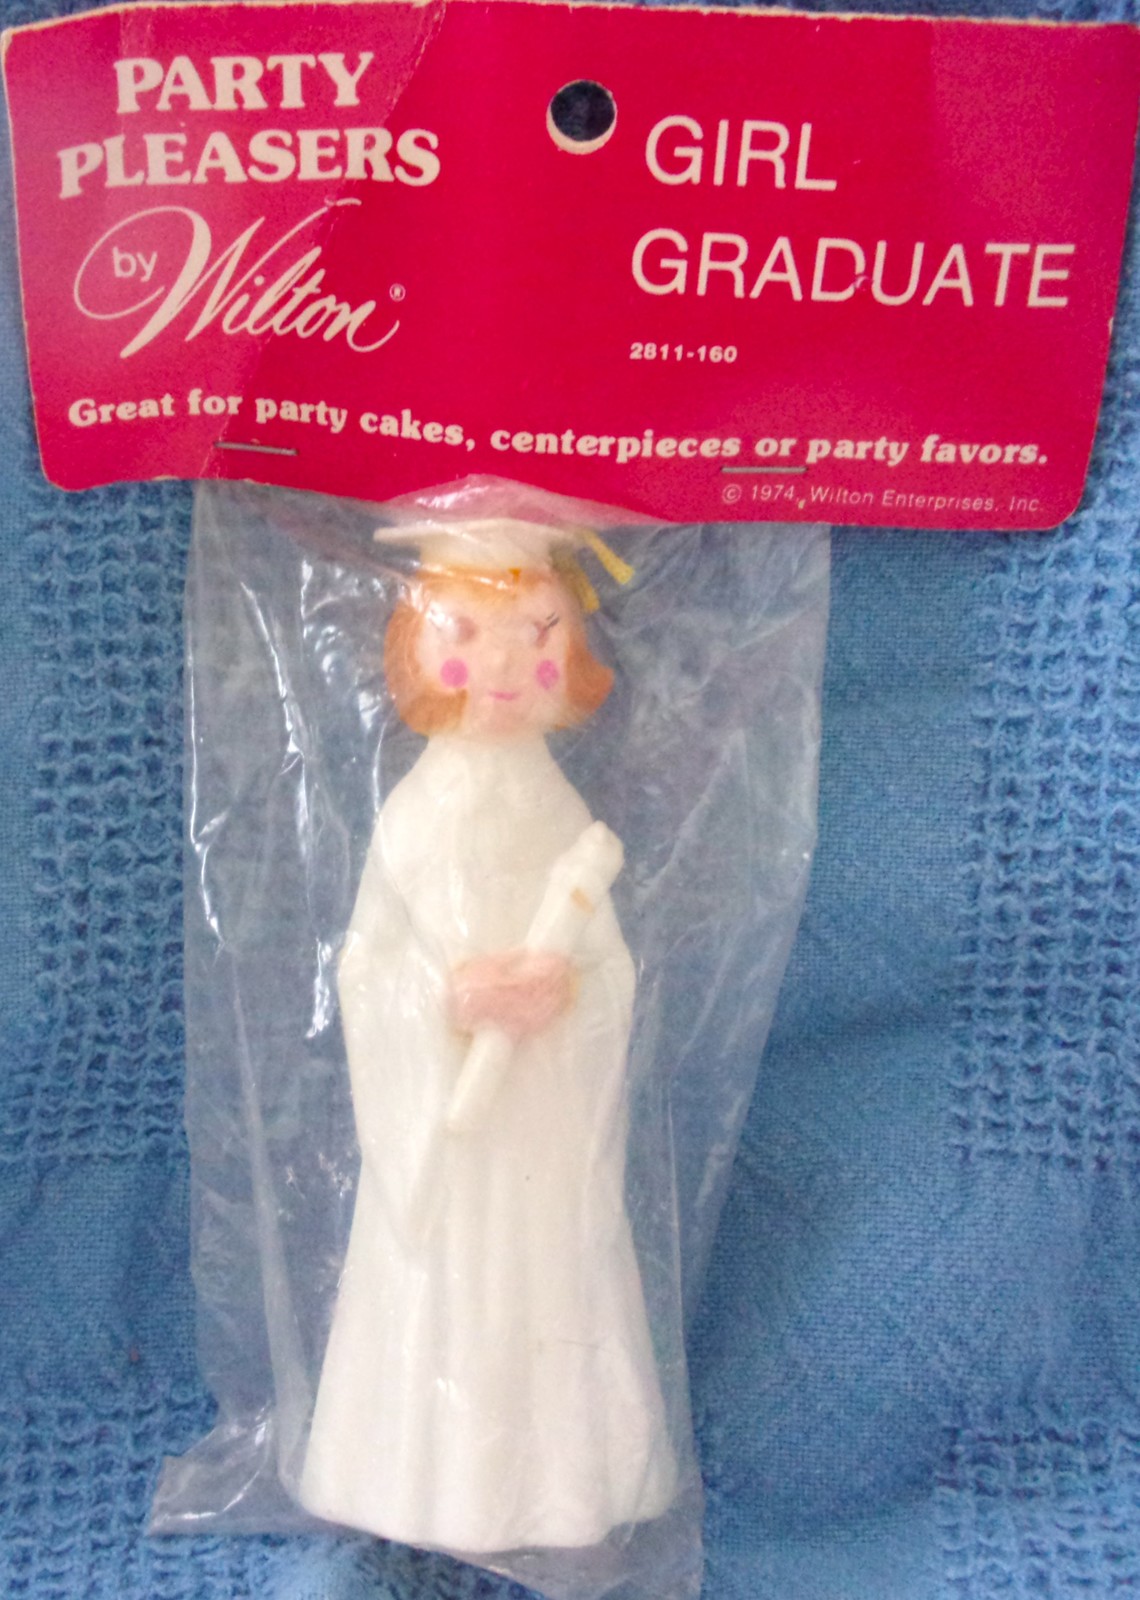 PARTY
PLEASERS
by Wilton®
GIRL
GRADUATE
2811-160
Great for party cakes, centerpieces or party favors.
© 1974, Wilton Enterprises, Inc.